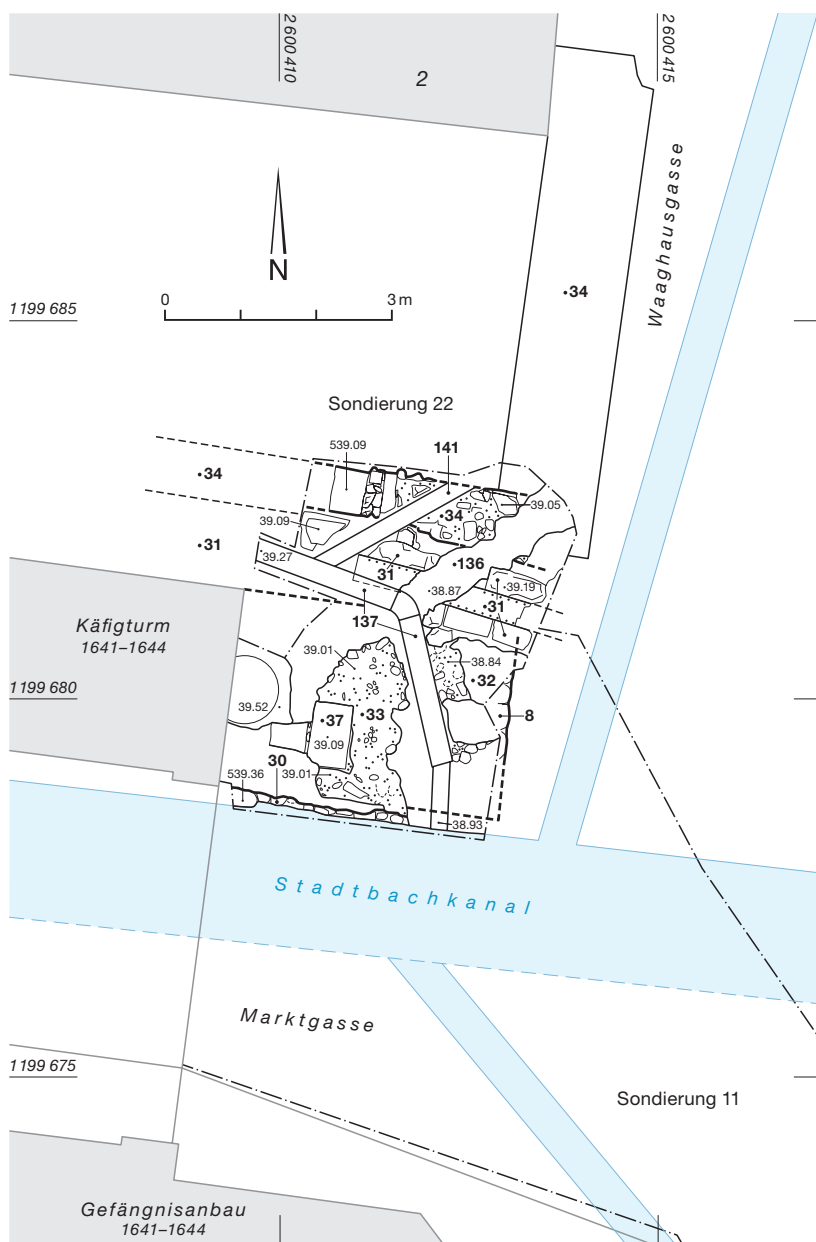 2 600 410
2 600 415
2
Waaghausgasse
34
N
0
3 m
1 199 685
Sondierung 22
539.09
141
34
39.05
34
39.09
31
39.27
136
31
39.19
38.87
31
137
Käfigturm
1641–1644
39.01
38.84
32
1 199 680
39.52
37
33
8
39.09
30
39.01
539.36
38.93
Stadtbachkanal
Marktgasse
1 199 675
Sondierung 11
Gefängnisanbau
1641–1644